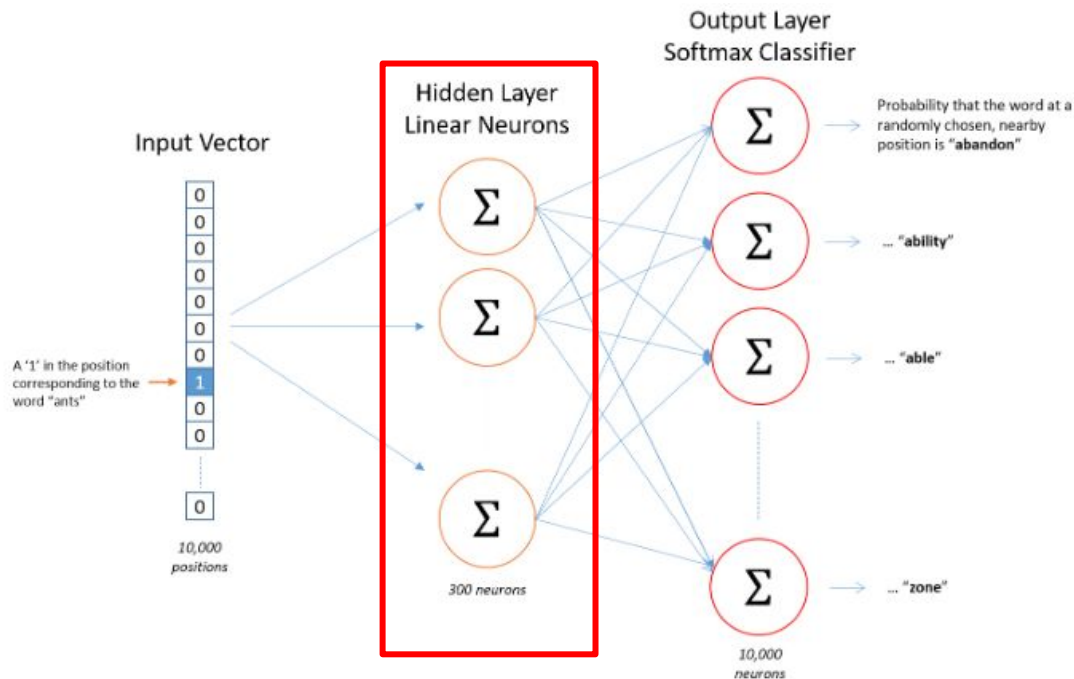 Output Layer
Softmax Classifier
Hidden Layer
Linear Neurons
Input Vector
0
0
0
0
0
0
0
1
0
0
0
A ‘1’ in the position
corresponding to the
word “ants”
10,000
positions
Σ
Σ
Σ
300 neurons
Σ
Σ
Σ
Σ
10,000
neurons
Probability that the word at a
randomly chosen, nearby
position is “abandon”
... “ability”
... “able”
... “zone”